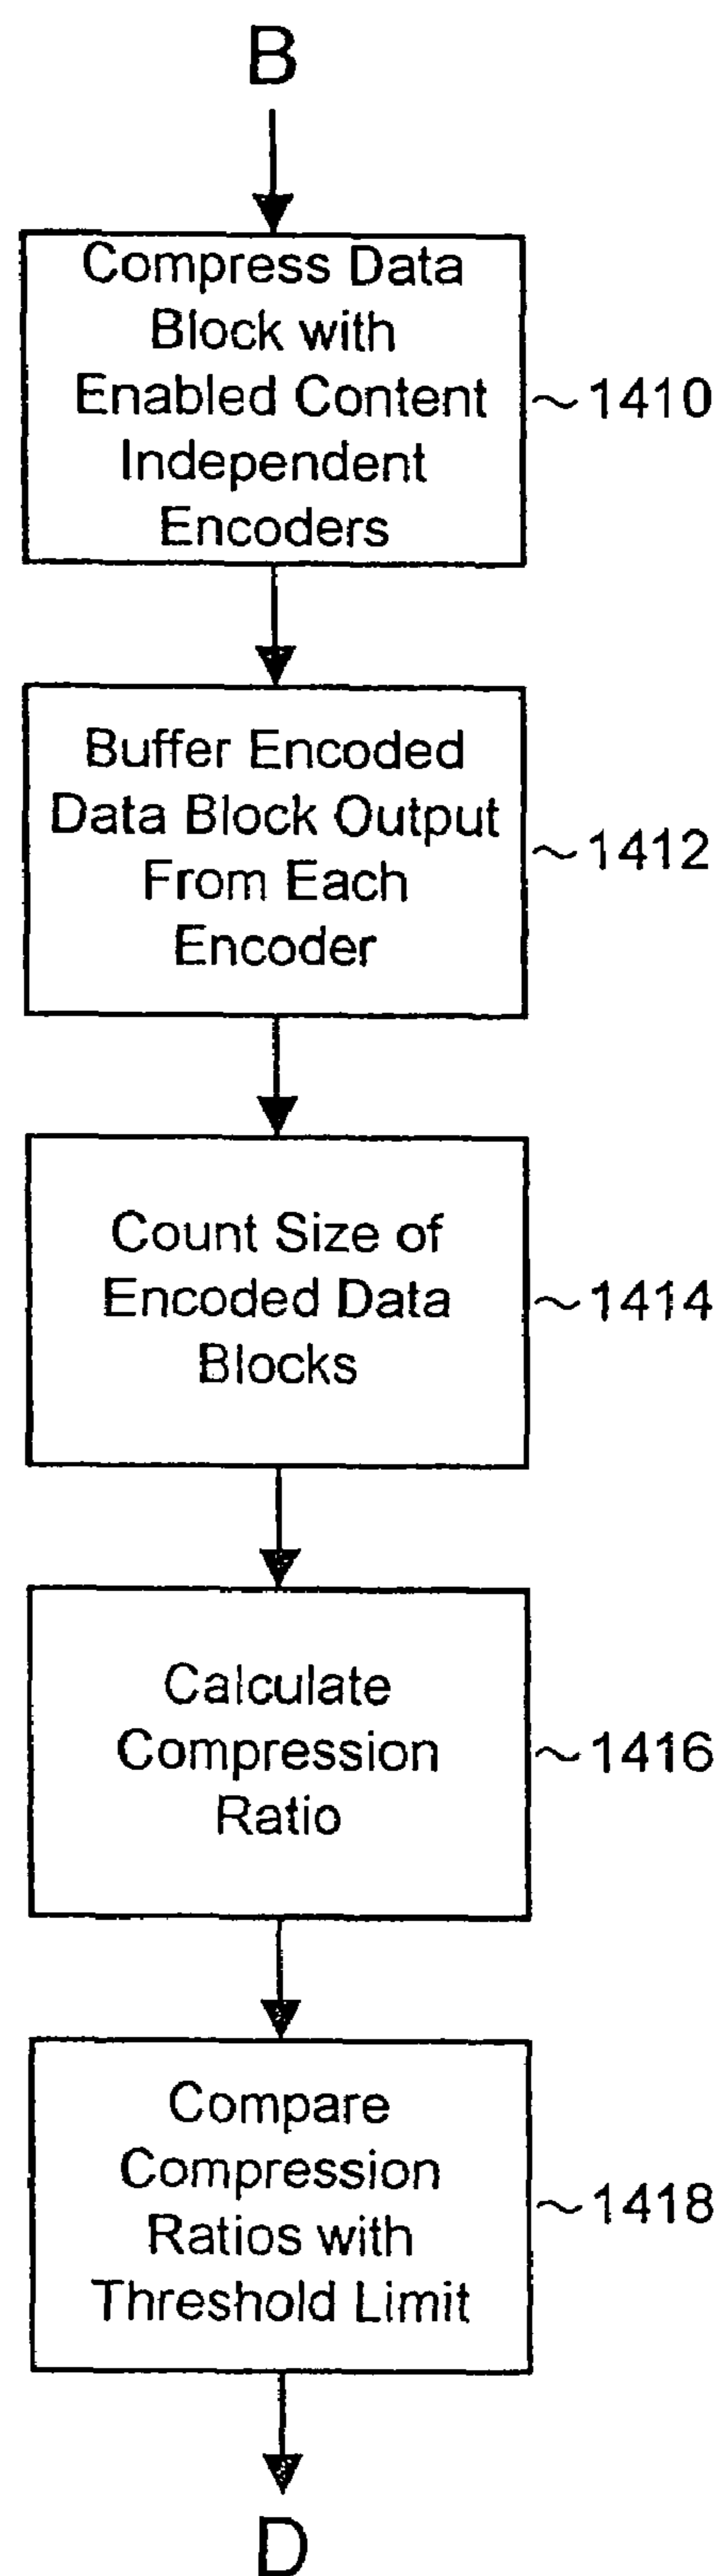 B
Compress Data
Block with
Enabled Content
Independent
Encoders
~1410
Buffer Encoded
Data Block Output
From Each
Encoder
~1412
Count Size of
Encoded Data
Blocks
~1414
Calculate
Compression
Ratio
~1416
Compare
Compression
Ratios with
Threshold Limit
~1418
D